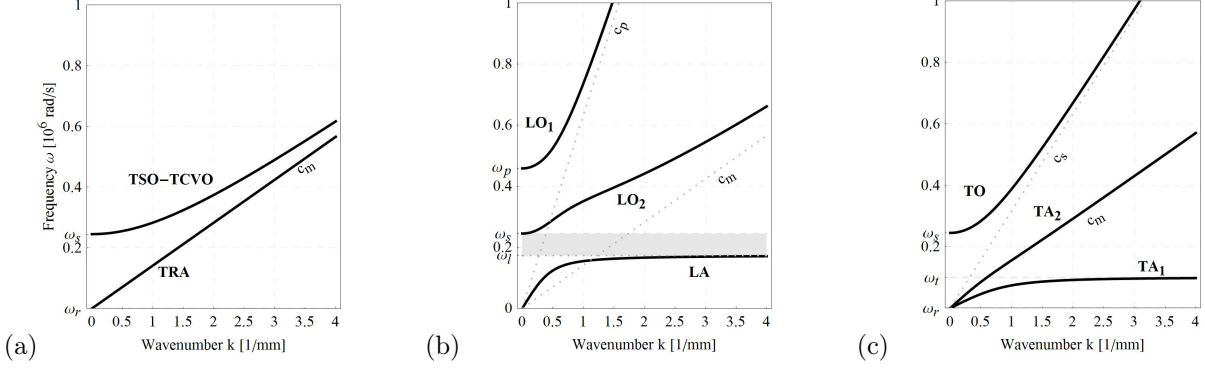 (a)
Frequency ω [10⁶ rad/s]
1
0.8
0.6
0.4
ωₛ
0.2
ωᵣ
TSO−TCVO
cₘ
TRA
0 0.5 1 1.5 2 2.5 3 3.5 4
Wavenumber k [1/mm]
(b)
1
0.8
0.6
ωₚ
0.4
ωₛ
0.2
ωₗ
0
cₚ
LO₁
cₘ
LO₂
LA
0 0.5 1 1.5 2 2.5 3 3.5 4
Wavenumber k [1/mm]
(c)
1
0.8
0.6
0.4
ωₛ
0.2
ωₜ
ωᵣ
cₛ
TO
TA₂
cₘ
TA₁
0 0.5 1 1.5 2 2.5 3 3.5 4
Wavenumber k [1/mm]